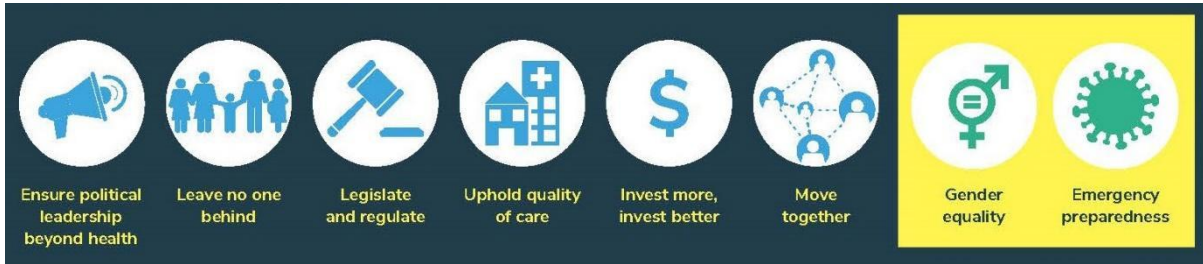 Ensure political
leadership
beyond health
Leave no one
behind
Legislate
and regulate
Uphold quality
of care
Invest more,
invest better
Move
together
Gender
equality
Emergency
preparedness